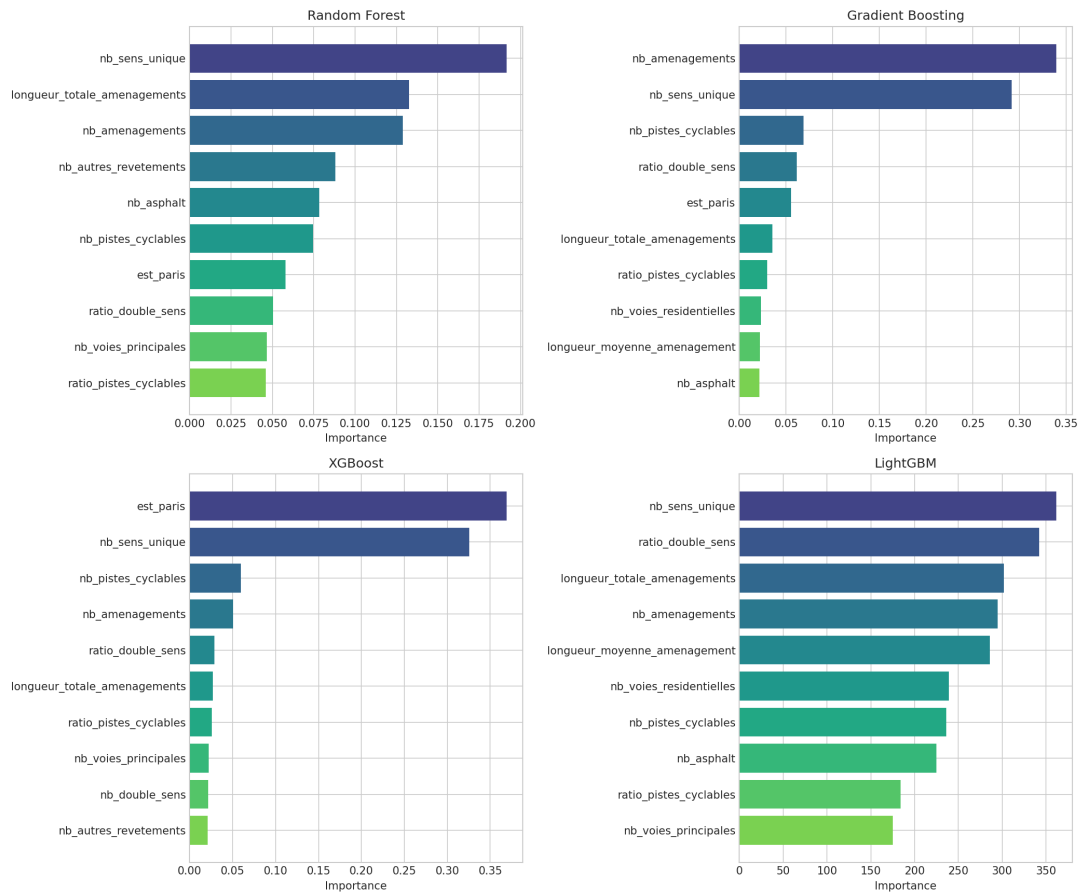 Random Forest
nb_sens_unique
longueur_totale_amenagements
nb_amenagements
nb_autres_revetements
nb_asphalt
nb_pistes_cyclables
est_paris
ratio_double_sens
nb_voies_principales
ratio_pistes_cyclables
0.000 0.025 0.050 0.075 0.100 0.125 0.150 0.175 0.200
Importance
Gradient Boosting
nb_amenagements
nb_sens_unique
nb_pistes_cyclables
ratio_double_sens
est_paris
longueur_totale_amenagements
ratio_pistes_cyclables
nb_voies_residentielles
longueur_moyenne_amenagement
nb_asphalt
0.00 0.05 0.10 0.15 0.20 0.25 0.30 0.35
Importance
XGBoost
est_paris
nb_sens_unique
nb_pistes_cyclables
nb_amenagements
ratio_double_sens
longueur_totale_amenagements
ratio_pistes_cyclables
nb_voies_principales
nb_double_sens
nb_autres_revetements
0.00 0.05 0.10 0.15 0.20 0.25 0.30 0.35
Importance
LightGBM
nb_sens_unique
ratio_double_sens
longueur_totale_amenagements
nb_amenagements
longueur_moyenne_amenagement
nb_voies_residentielles
nb_pistes_cyclables
nb_asphalt
ratio_pistes_cyclables
nb_voies_principales
0 50 100 150 200 250 300 350
Importance